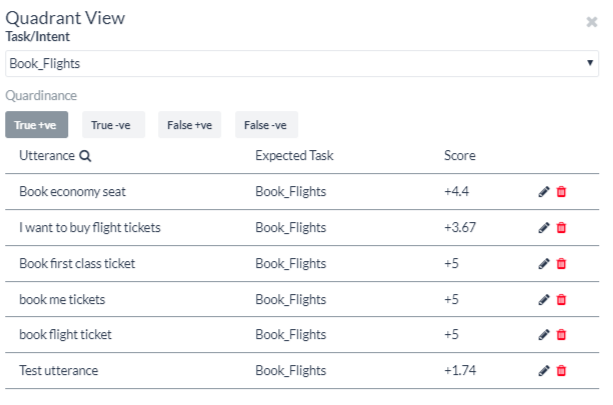 Quadrant View
Task/Intent
Book_Flights
Quardinance
True +ve True -ve False +ve False -ve
Utterance Expected Task Score
Book economy seat Book_Flights +4.4
I want to buy flight tickets Book_Flights +3.67
Book first class ticket Book_Flights +5
book me tickets Book_Flights +5
book flight ticket Book_Flights +5
Test utterance Book_Flights +1.74